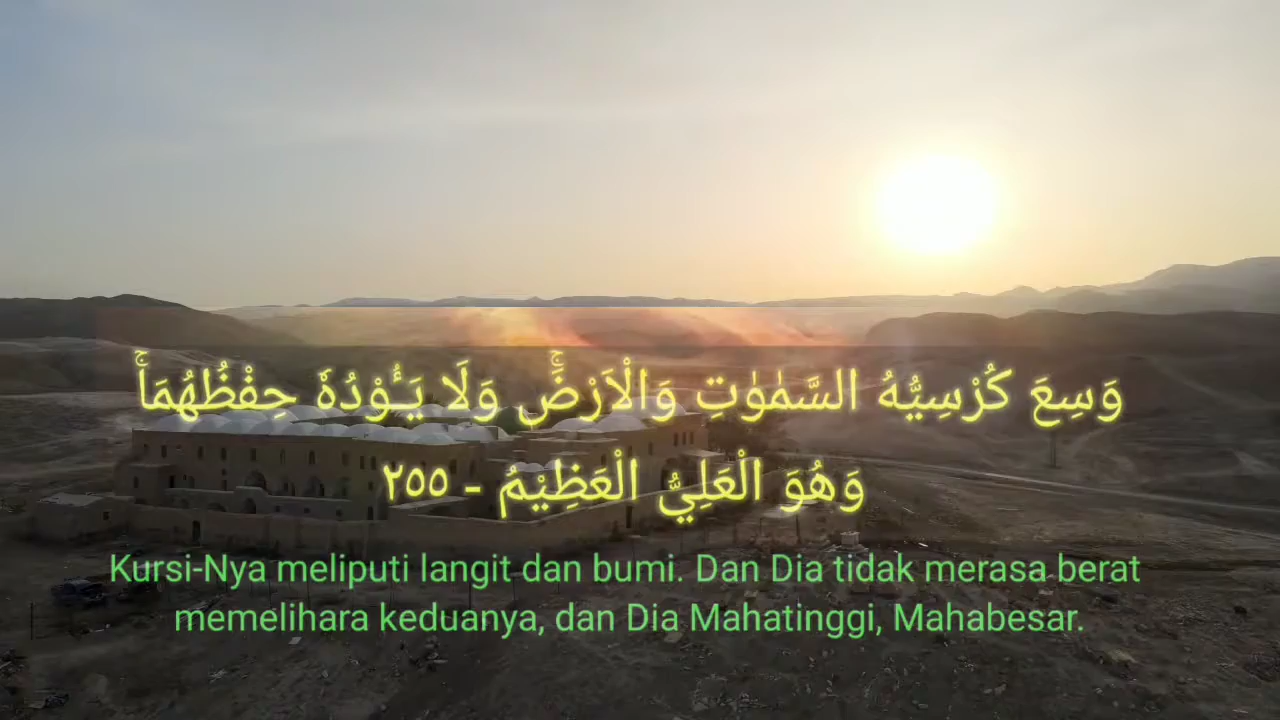 وَسِعَ كُرْسِيُّهُ السَّمٰوٰتِ وَالْاَرْضَۚ وَلَا يَـُٔوْدُهٗ حِفْظُهُمَاۚ
وَهُوَ الْعَلِيُّ الْعَظِيْمُ - ٢٥٥
Kursi-Nya meliputi langit dan bumi. Dan Dia tidak merasa berat
memelihara keduanya, dan Dia Mahatinggi, Mahabesar.